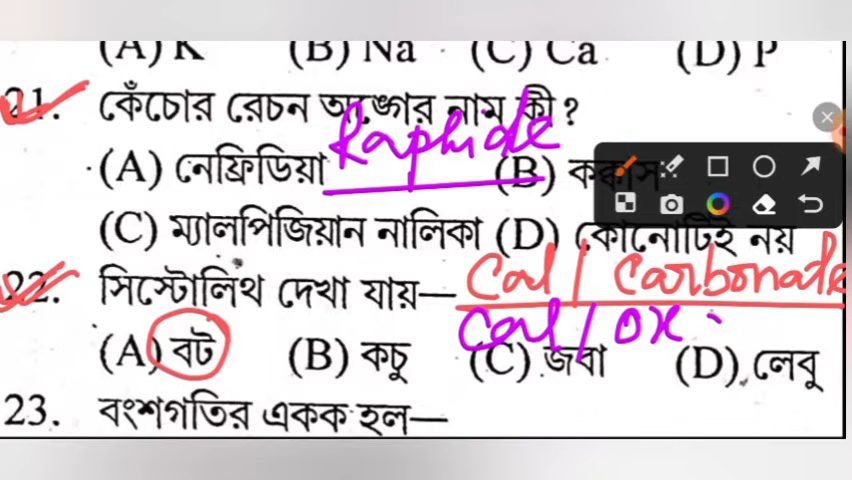 (A) K (B) Na (C) Ca (D) P
21. কেঁচোর রেচন অঙ্গের নাম কী?
Raphide
(A) নেফ্রিডিয়া (B)
(C) ম্যালপিজিয়ান নালিকা (D) কোনোটিই নয়
22. সিস্টোলিথ দেখা যায়— Cal / Carbonate
Cal / ox
(A) বট (B) কচু (C) জবা (D) লেবু
23. বংশগতির একক হল—